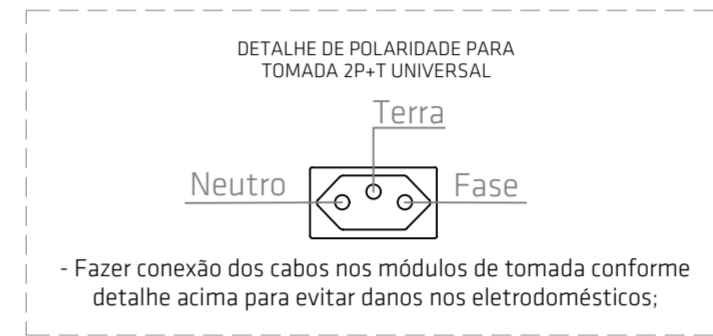 DETALHE DE POLARIDADE PARA
TOMADA 2P+T UNIVERSAL
Terra
Neutro
Fase
- Fazer conexão dos cabos nos módulos de tomada conforme
detalhe acima para evitar danos nos eletrodomésticos;